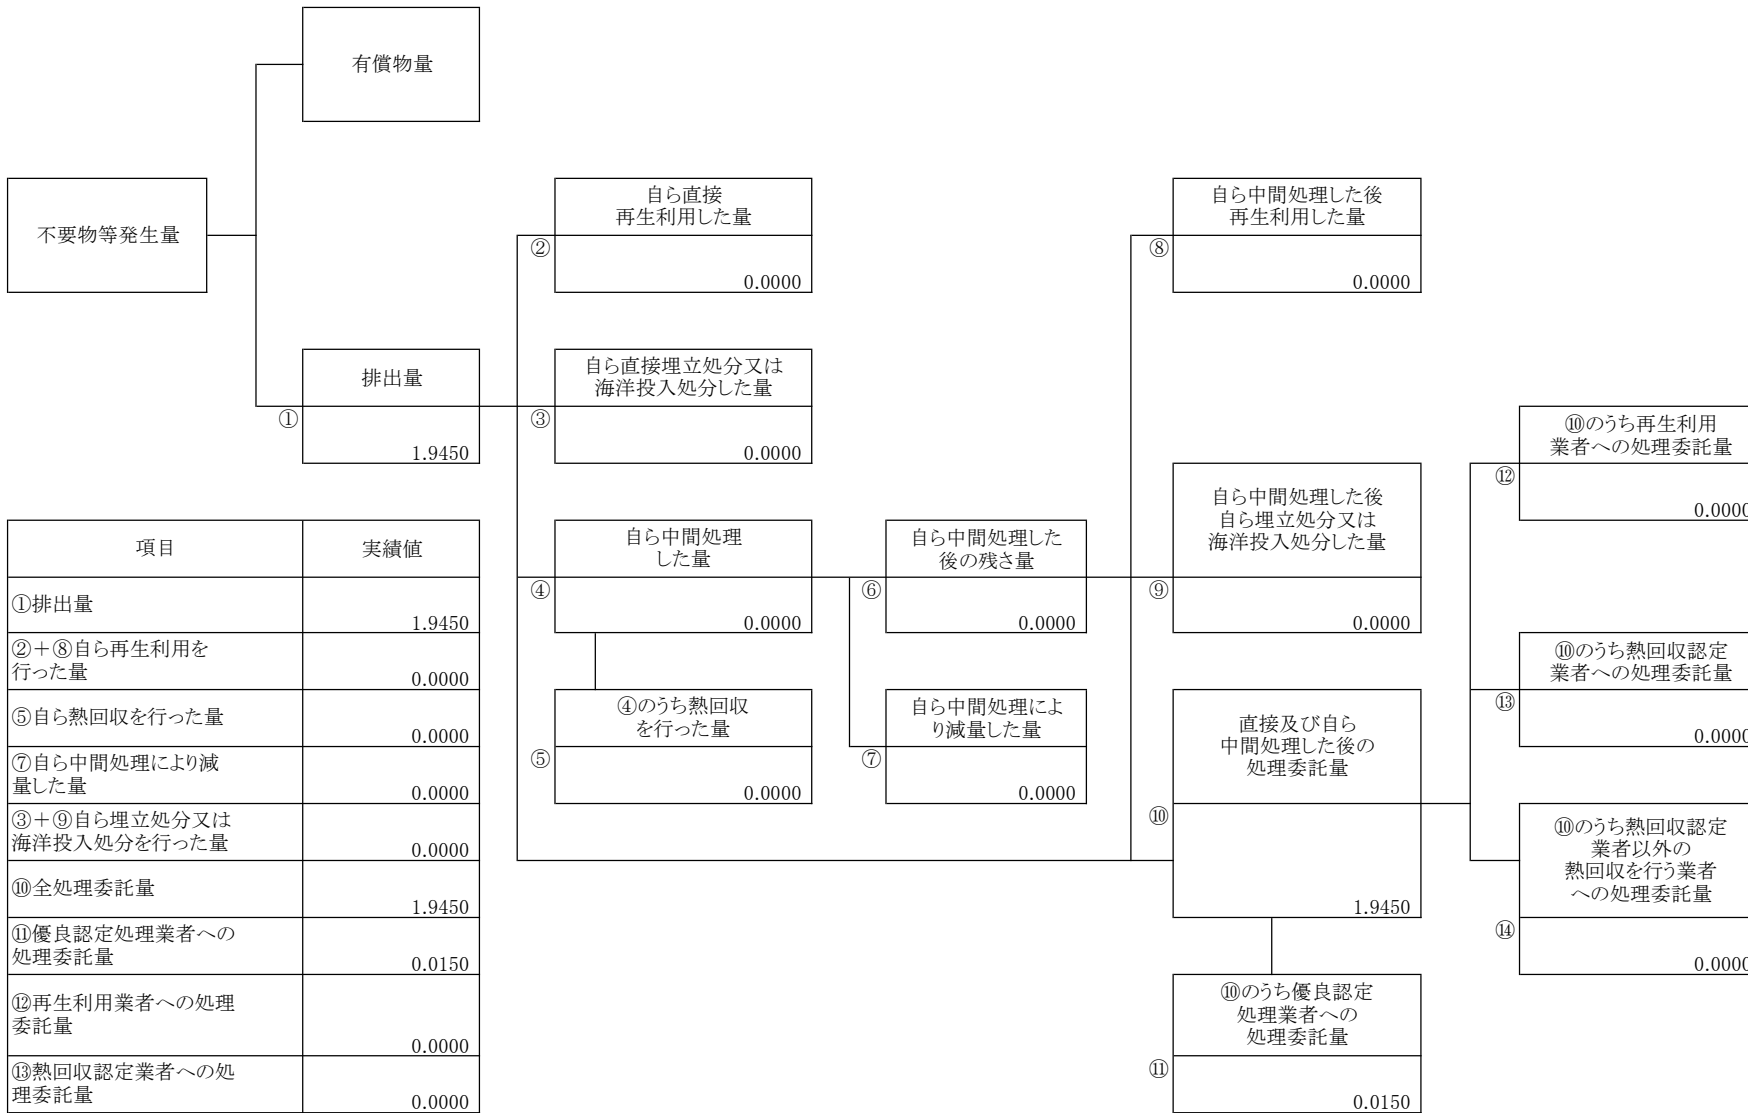 有償物量
不要物等発生量
排出量
①
1.9450
自ら直接
再生利用した量
②
0.0000
自ら直接埋立処分又は
海洋投入処分した量
③
0.0000
自ら中間処理
した量
④
0.0000
④のうち熱回収
を行った量
⑤
0.0000
自ら中間処理した
後の残さ量
⑥
0.0000
自ら中間処理によ
り減量した量
⑦
0.0000
自ら中間処理した後
再生利用した量
⑧
0.0000
自ら中間処理した後
自ら埋立処分又は
海洋投入処分した量
⑨
0.0000
直接及び自ら
中間処理した後の
処理委託量
⑩
1.9450
⑩のうち優良認定
処理業者への
処理委託量
⑪
0.0150
⑩のうち再生利用
業者への処理委託量
⑫
0.0000
⑩のうち熱回収認定
業者への処理委託量
⑬
0.0000
⑩のうち熱回収認定
業者以外の
熱回収を行う業者
への処理委託量
⑭
0.0000
項目 実績値
①排出量
1.9450
②+⑧自ら再生利用を
行った量
0.0000
⑤自ら熱回収を行った量
0.0000
⑦自ら中間処理により減
量した量
0.0000
③+⑨自ら埋立処分又は
海洋投入処分を行った量
0.0000
⑩全処理委託量
1.9450
⑪優良認定処理業者への
処理委託量
0.0150
⑫再生利用業者への処理
委託量
0.0000
⑬熱回収認定業者への処
理委託量
0.0000